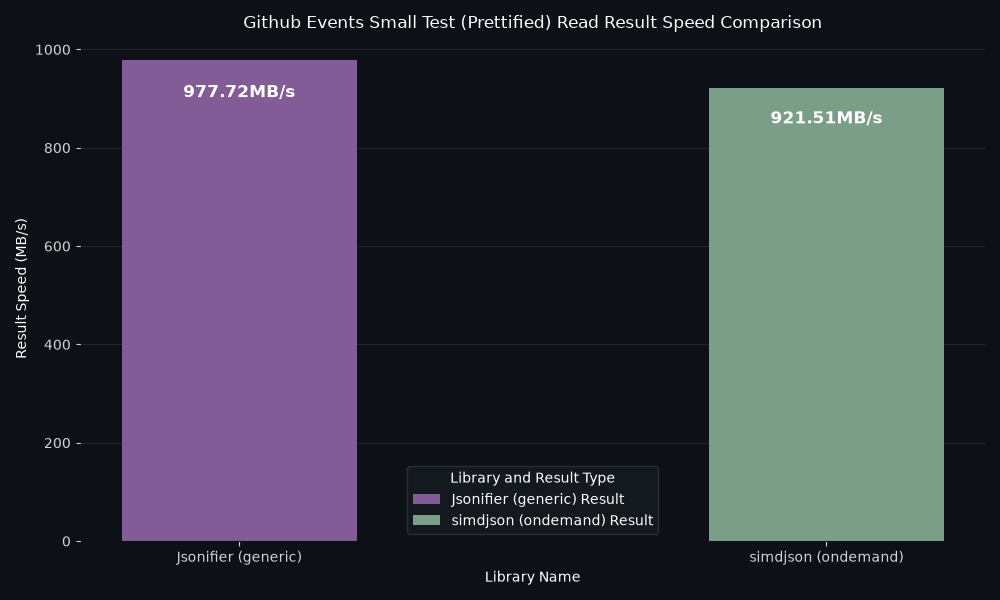 Github Events Small Test (Prettified) Read Result Speed Comparison
1000
977.72MB/s
921.51MB/s
800
600
Result Speed (MB/s)
400
200
Library and Result Type
Jsonifier (generic) Result
simdjson (ondemand) Result
0
Jsonifier (generic)
simdjson (ondemand)
Library Name